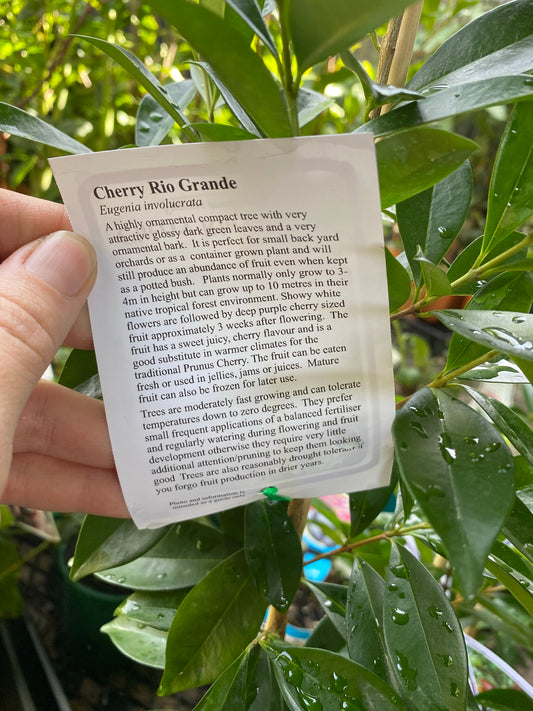 Cherry Rio Grande
Eugenia involucrata
A highly ornamental compact tree with very
attractive glossy dark green leaves and a very
ornamental bark. It is perfect for small back yard
orchards or as a container grown plant and will
still produce an abundance of fruit even when kept
as a potted bush. Plants normally only grow to 3-
4m in height but can grow up to 10 metres in their
native tropical forest environment. Showy white
flowers are followed by deep purple cherry sized
fruit approximately 3 weeks after flowering. The
fruit has a sweet juicy, cherry flavour and is a
good substitute in warmer climates for the
traditional Prunus Cherry. The fruit can be eaten
fresh or used in jellies, jams or juices. Mature
fruit can also be frozen for later use.
Trees are moderately fast growing and can tolerate
temperatures down to zero degrees. They prefer
small frequent applications of a balanced fertiliser
and regularly watering during flowering and fruit
development otherwise they require very little
additional attention/pruning to keep them looking
good Trees are also reasonably drought tolerant if
you forgo fruit production in drier years.
Photo and information is
intended as a guide only